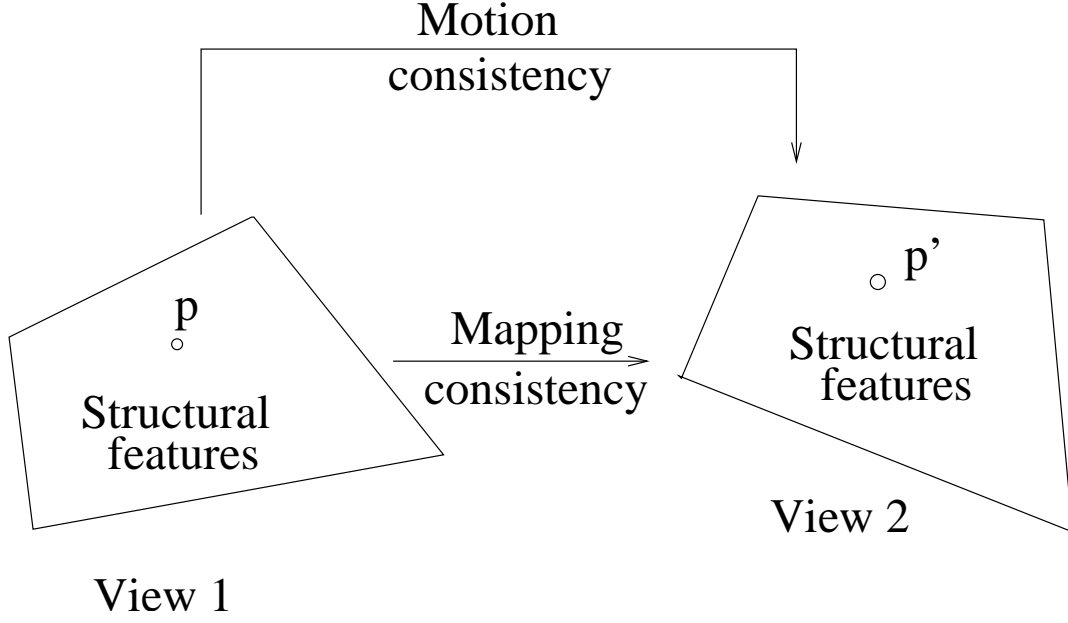 Motion
consistency
p
Structural
features
View 1
Mapping
consistency
p’
Structural
features
View 2